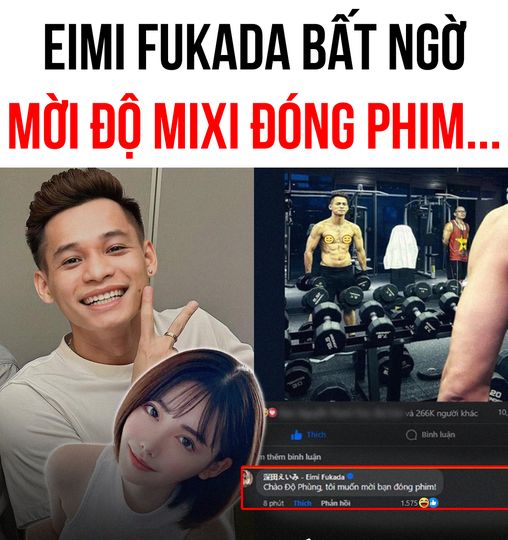 EIMI FUKADA BẤT NGỜ
MỜI ĐỘ MIXI ĐÓNG PHIM...
và 266K người khác
Thích
Bình luận
m thêm bình luận
深田えいみ - Eimi Fukada
Chào Độ Phùng, tôi muốn mời bạn đóng phim!
8 phút Thích Phản hồi 1.575